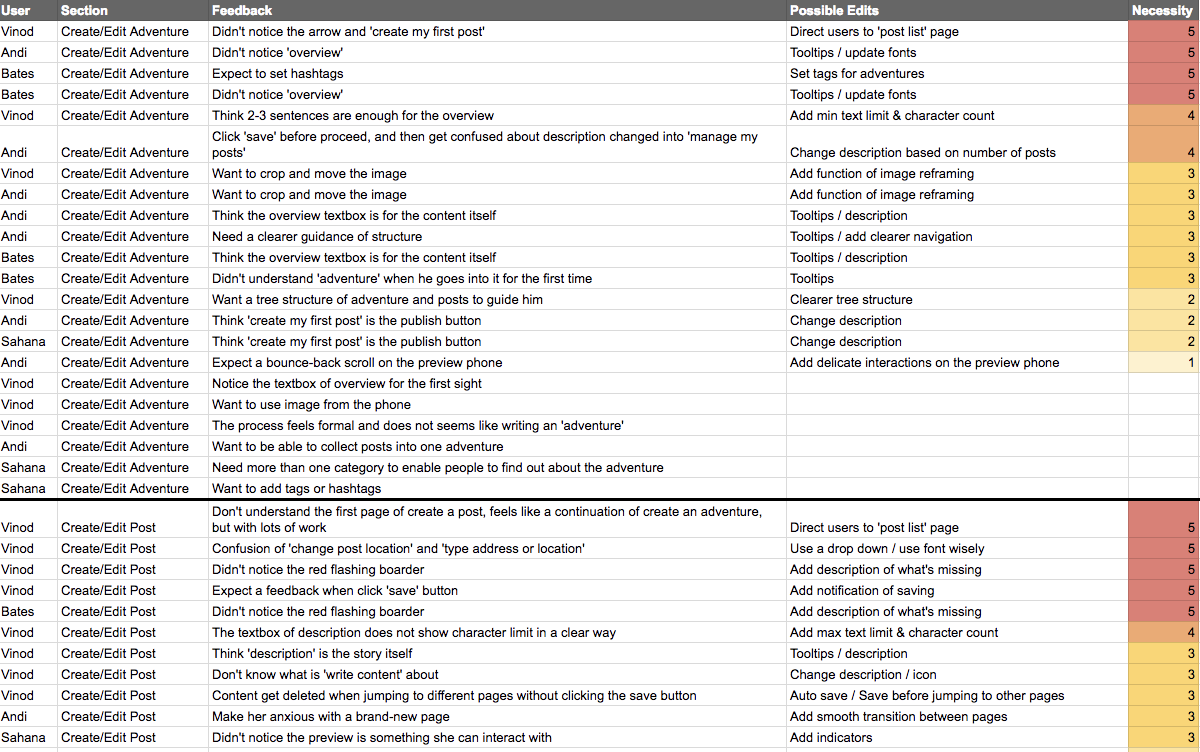 User Section Feedback Possible Edits Necessity
Vinod Create/Edit Adventure Didn't notice the arrow and 'create my first post' Direct users to 'post list' page 5
Andi Create/Edit Adventure Didn't notice 'overview' Tooltips / update fonts 5
Bates Create/Edit Adventure Expect to set hashtags Set tags for adventures 5
Bates Create/Edit Adventure Didn't notice 'overview' Tooltips / update fonts 5
Vinod Create/Edit Adventure Think 2-3 sentences are enough for the overview Add min text limit & character count 4
Click 'save' before proceed, and then get confused about description changed into 'manage my
Andi Create/Edit Adventure posts' Change description based on number of posts 4
Vinod Create/Edit Adventure Want to crop and move the image Add function of image reframing 3
Andi Create/Edit Adventure Want to crop and move the image Add function of image reframing 3
Andi Create/Edit Adventure Think the overview textbox is for the content itself Tooltips / description 3
Andi Create/Edit Adventure Need a clearer guidance of structure Tooltips / add clearer navigation 3
Bates Create/Edit Adventure Think the overview textbox is for the content itself Tooltips / description 3
Bates Create/Edit Adventure Didn't understand 'adventure' when he goes into it for the first time Tooltips 3
Vinod Create/Edit Adventure Want a tree structure of adventure and posts to guide him Clearer tree structure 2
Andi Create/Edit Adventure Think 'create my first post' is the publish button Change description 2
Sahana Create/Edit Adventure Think 'create my first post' is the publish button Change description 2
Andi Create/Edit Adventure Expect a bounce-back scroll on the preview phone Add delicate interactions on the preview phone 1
Vinod Create/Edit Adventure Notice the textbox of overview for the first sight
Vinod Create/Edit Adventure Want to use image from the phone
Vinod Create/Edit Adventure The process feels formal and does not seems like writing an 'adventure'
Andi Create/Edit Adventure Want to be able to collect posts into one adventure
Sahana Create/Edit Adventure Need more than one category to enable people to find out about the adventure
Sahana Create/Edit Adventure Want to add tags or hashtags
Don't understand the first page of create a post, feels like a continuation of create an adventure,
Vinod Create/Edit Post but with lots of work Direct users to 'post list' page 5
Vinod Create/Edit Post Confusion of 'change post location' and 'type address or location' Use a drop down / use font wisely 5
Vinod Create/Edit Post Didn't notice the red flashing boarder Add description of what's missing 5
Vinod Create/Edit Post Expect a feedback when click 'save' button Add notification of saving 5
Bates Create/Edit Post Didn't notice the red flashing boarder Add description of what's missing 5
Vinod Create/Edit Post The textbox of description does not show character limit in a clear way Add max text limit & character count 4
Vinod Create/Edit Post Think 'description' is the story itself Tooltips / description 3
Vinod Create/Edit Post Don't know what is 'write content' about Change description / icon 3
Vinod Create/Edit Post Content get deleted when jumping to different pages without clicking the save button Auto save / Save before jumping to other pages 3
Andi Create/Edit Post Make her anxious with a brand-new page Add smooth transition between pages 3
Sahana Create/Edit Post Didn't notice the preview is something she can interact with Add indicators 3